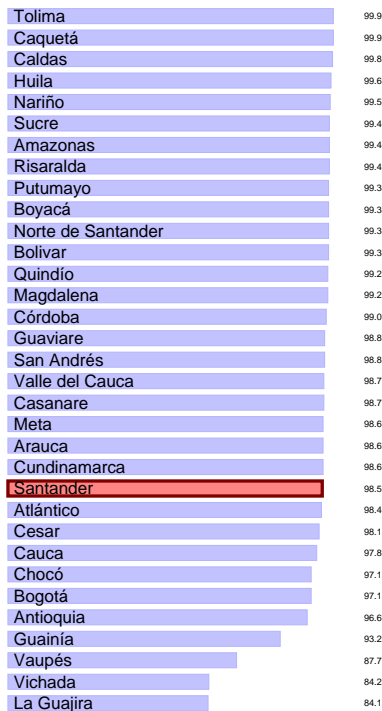 Tolima 99.9
Caquetá 99.9
Caldas 99.8
Huila 99.6
Nariño 99.5
Sucre 99.4
Amazonas 99.4
Risaralda 99.4
Putumayo 99.3
Boyacá 99.3
Norte de Santander 99.3
Bolivar 99.3
Quindío 99.2
Magdalena 99.2
Córdoba 99.0
Guaviare 98.8
San Andrés 98.8
Valle del Cauca 98.7
Casanare 98.7
Meta 98.6
Arauca 98.6
Cundinamarca 98.6
Santander 98.5
Atlántico 98.4
Cesar 98.1
Cauca 97.8
Chocó 97.1
Bogotá 97.1
Antioquia 96.6
Guainía 93.2
Vaupés 87.7
Vichada 84.2
La Guajira 84.1